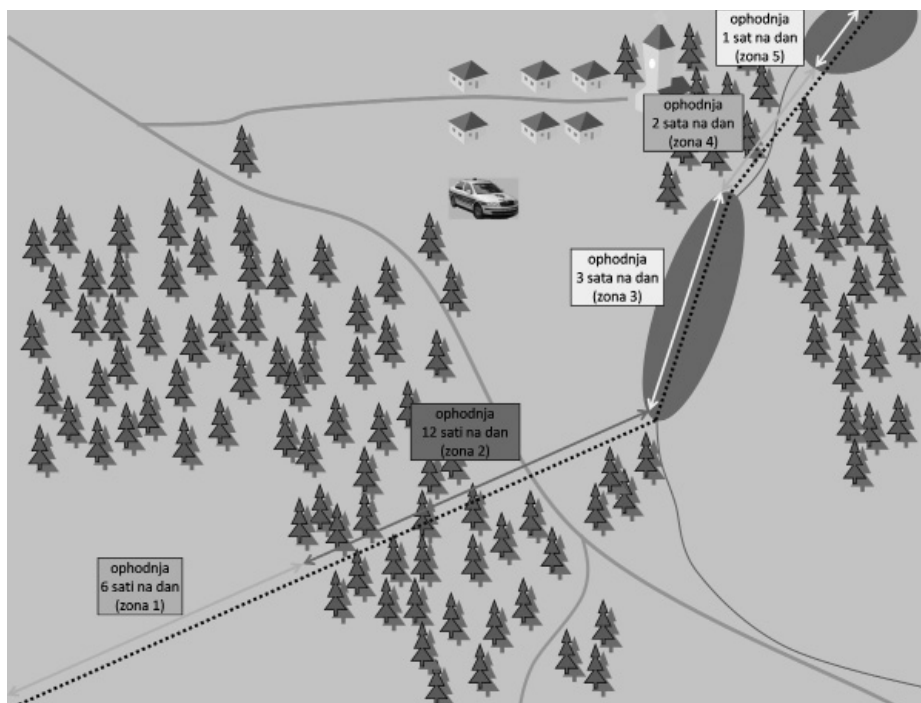 ophodnja
1 sat na dan
(zona 5)
ophodnja
2 sata na dan
(zona 4)
ophodnja
3 sata na dan
(zona 3)
ophodnja
12 sati na dan
(zona 2)
ophodnja
6 sati na dan
(zona 1)